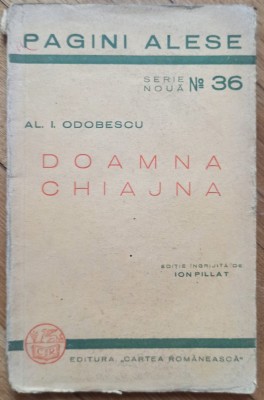 PAGINI ALESE
SERIE
NOUĂ № 36
AL. I. ODOBESCU
DOAMNA
CHIAJNA
EDIȚIE ÎNGRIJITĂ DE
ION PILLAT
EDITURA „CARTEA ROMÂNEASCĂ"